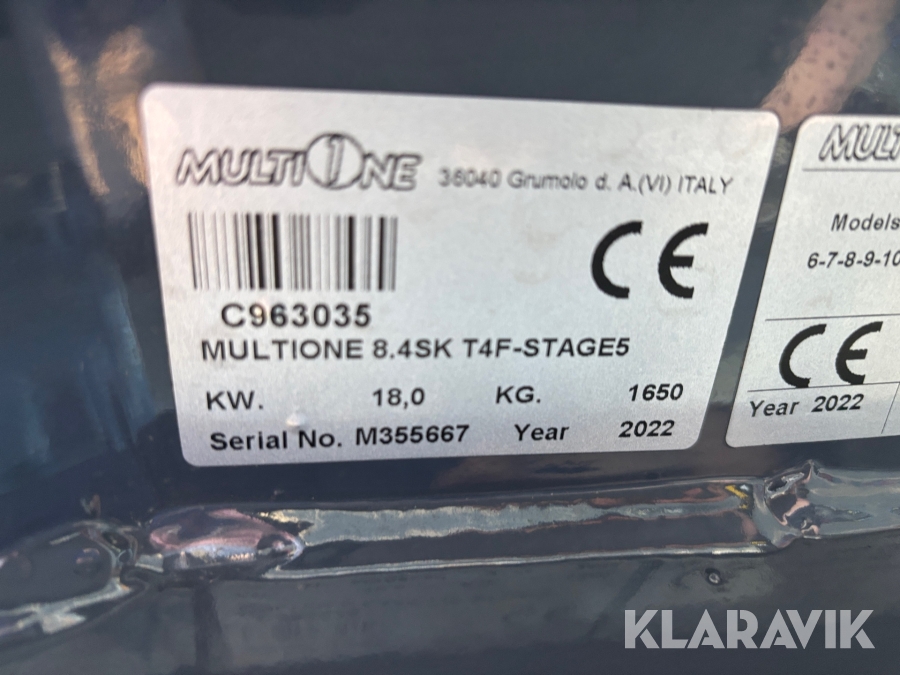 MULTIONE 36040 Grumolo d. A.(VI) ITALY
CE
C963035
MULTIONE 8.4SK T4F-STAGE5
KW. 18,0 KG. 1650
Serial No. M355667 Year 2022
Models
6-7-8-9-10
CE
Year 2022
KLARAVIK